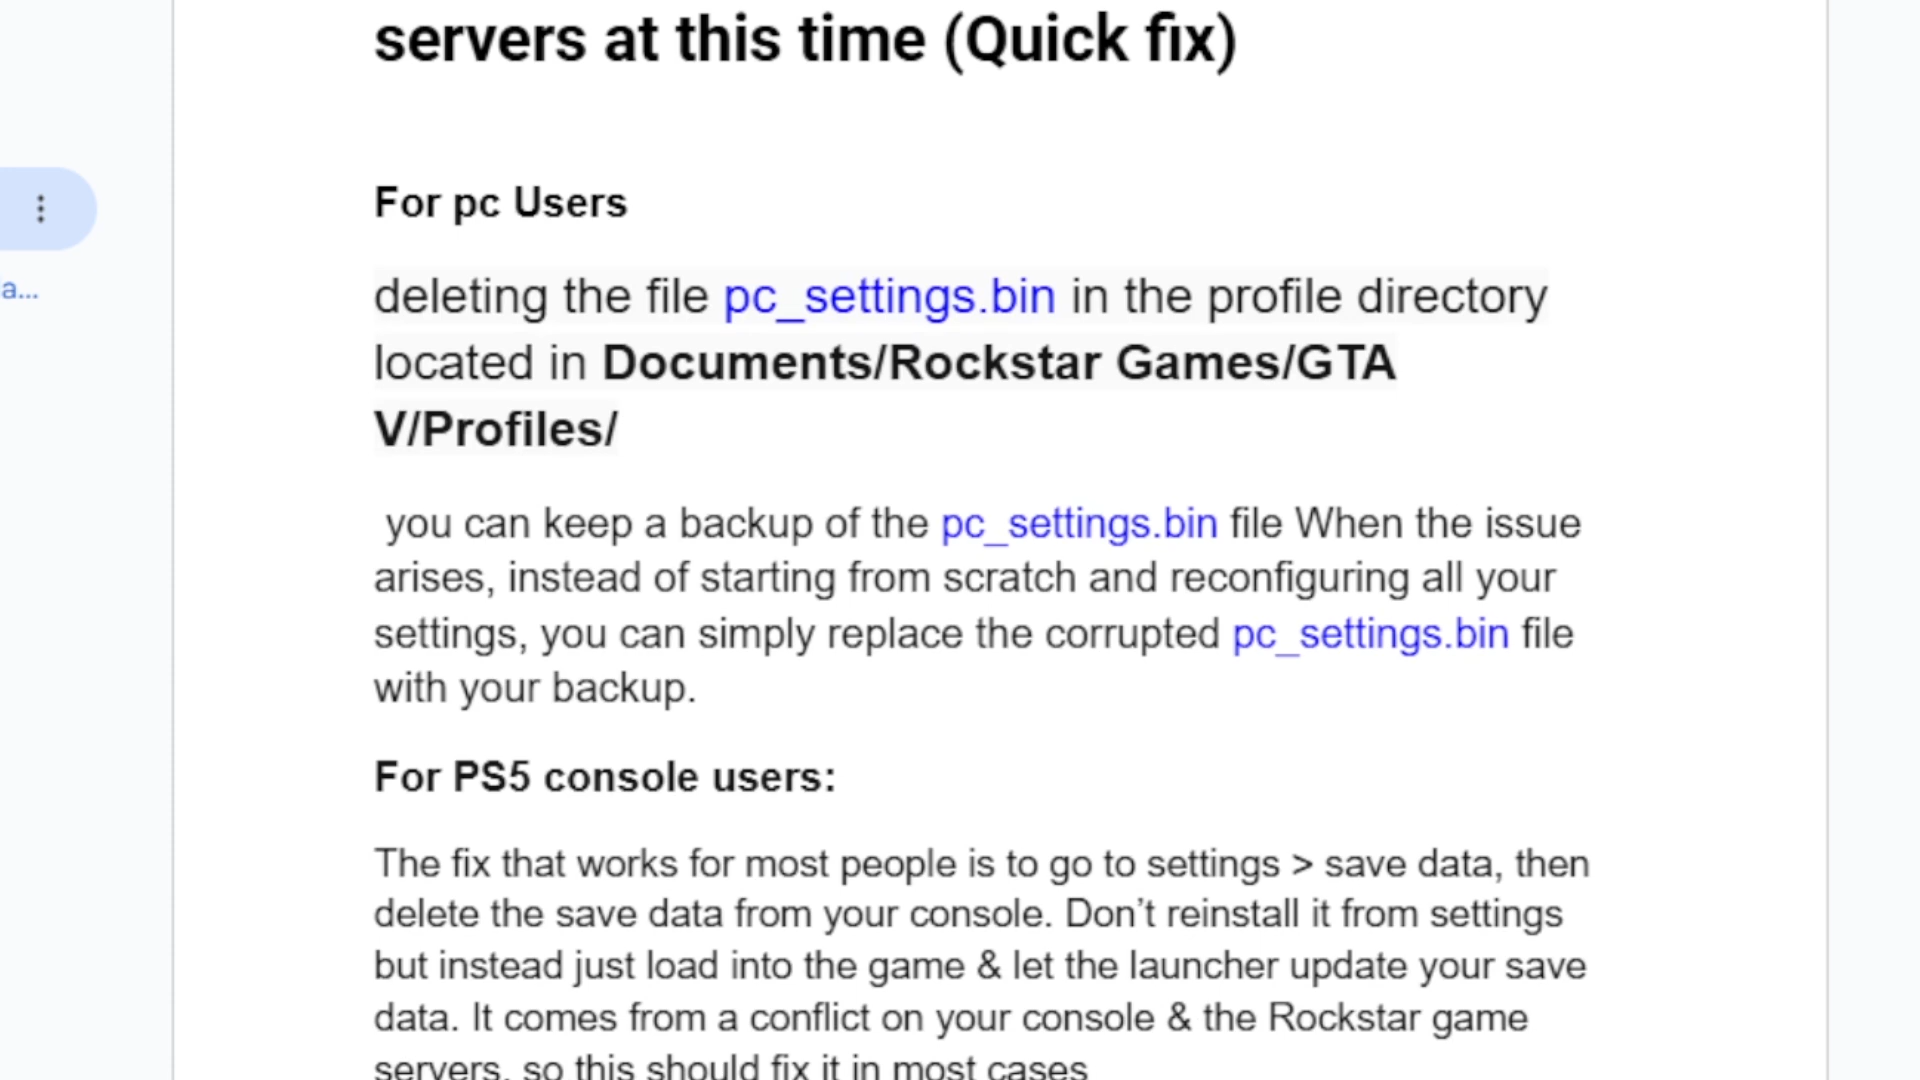 servers at this time (Quick fix)
For pc Users
a...
deleting the file pc_settings.bin in the profile directory
located in Documents/Rockstar Games/GTA
V/Profiles/
you can keep a backup of the pc_settings.bin file When the issue
arises, instead of starting from scratch and reconfiguring all your
settings, you can simply replace the corrupted pc_settings.bin file
with your backup.
For PS5 console users:
The fix that works for most people is to go to settings > save data, then
delete the save data from your console. Don’t reinstall it from settings
but instead just load into the game & let the launcher update your save
data. It comes from a conflict on your console & the Rockstar game
servers, so this should fix it in most cases